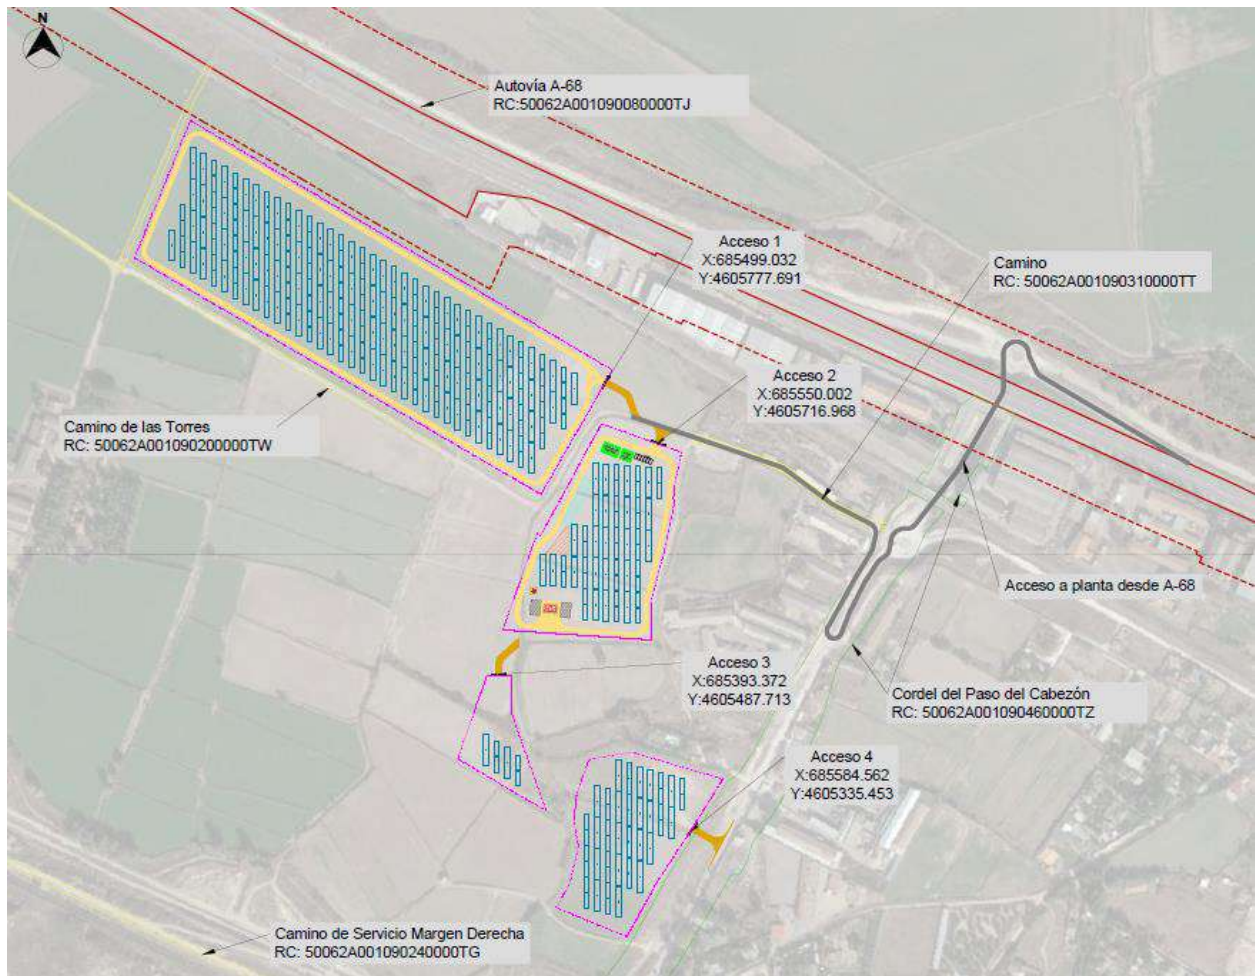 N
Autovía A-68
RC:50062A001090080000TJ
Acceso 1
X:685499.032
Y:4605777.691
Camino
RC: 50062A001090310000TT
Acceso 2
X:685550.002
Y:4605716.968
Camino de las Torres
RC: 50062A001090200000TW
Acceso a planta desde A-68
Acceso 3
X:685393.372
Y:4605487.713
Cordel del Paso del Cabezón
RC: 50062A001090460000TZ
Acceso 4
X:685584.562
Y:4605335.453
Camino de Servicio Margen Derecha
RC: 50062A001090240000TG